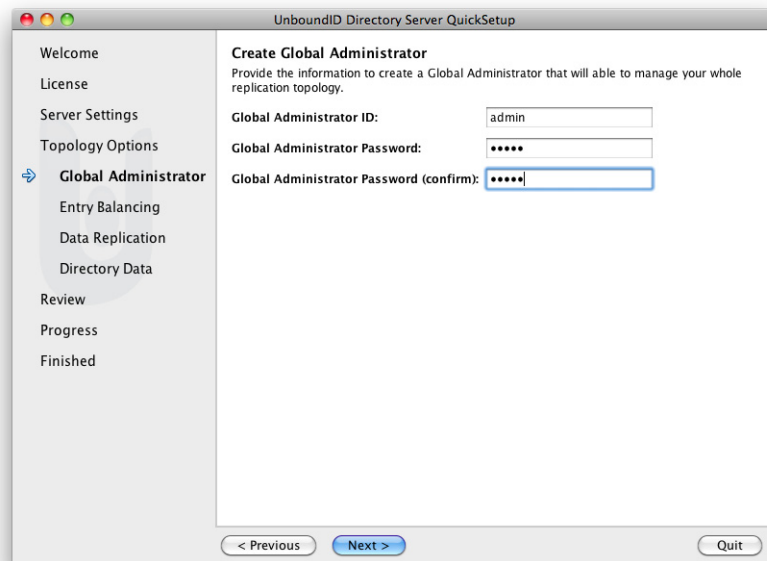 UnboundID Directory Server QuickSetup
Welcome
License
Server Settings
Topology Options
Global Administrator
Entry Balancing
Data Replication
Directory Data
Review
Progress
Finished
Create Global Administrator
Provide the information to create a Global Administrator that will able to manage your whole
replication topology.
Global Administrator ID: admin
Global Administrator Password: •••••
Global Administrator Password (confirm): •••••
< Previous Next > Quit